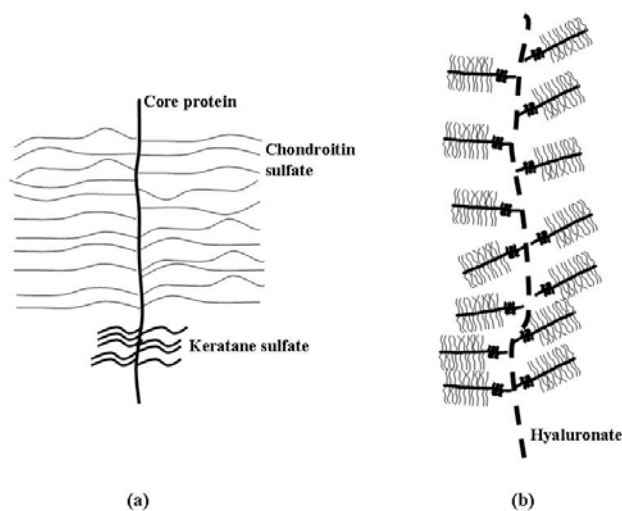 Core protein
Chondroitin
sulfate
Keratane sulfate
(a)
Hyaluronate
(b)